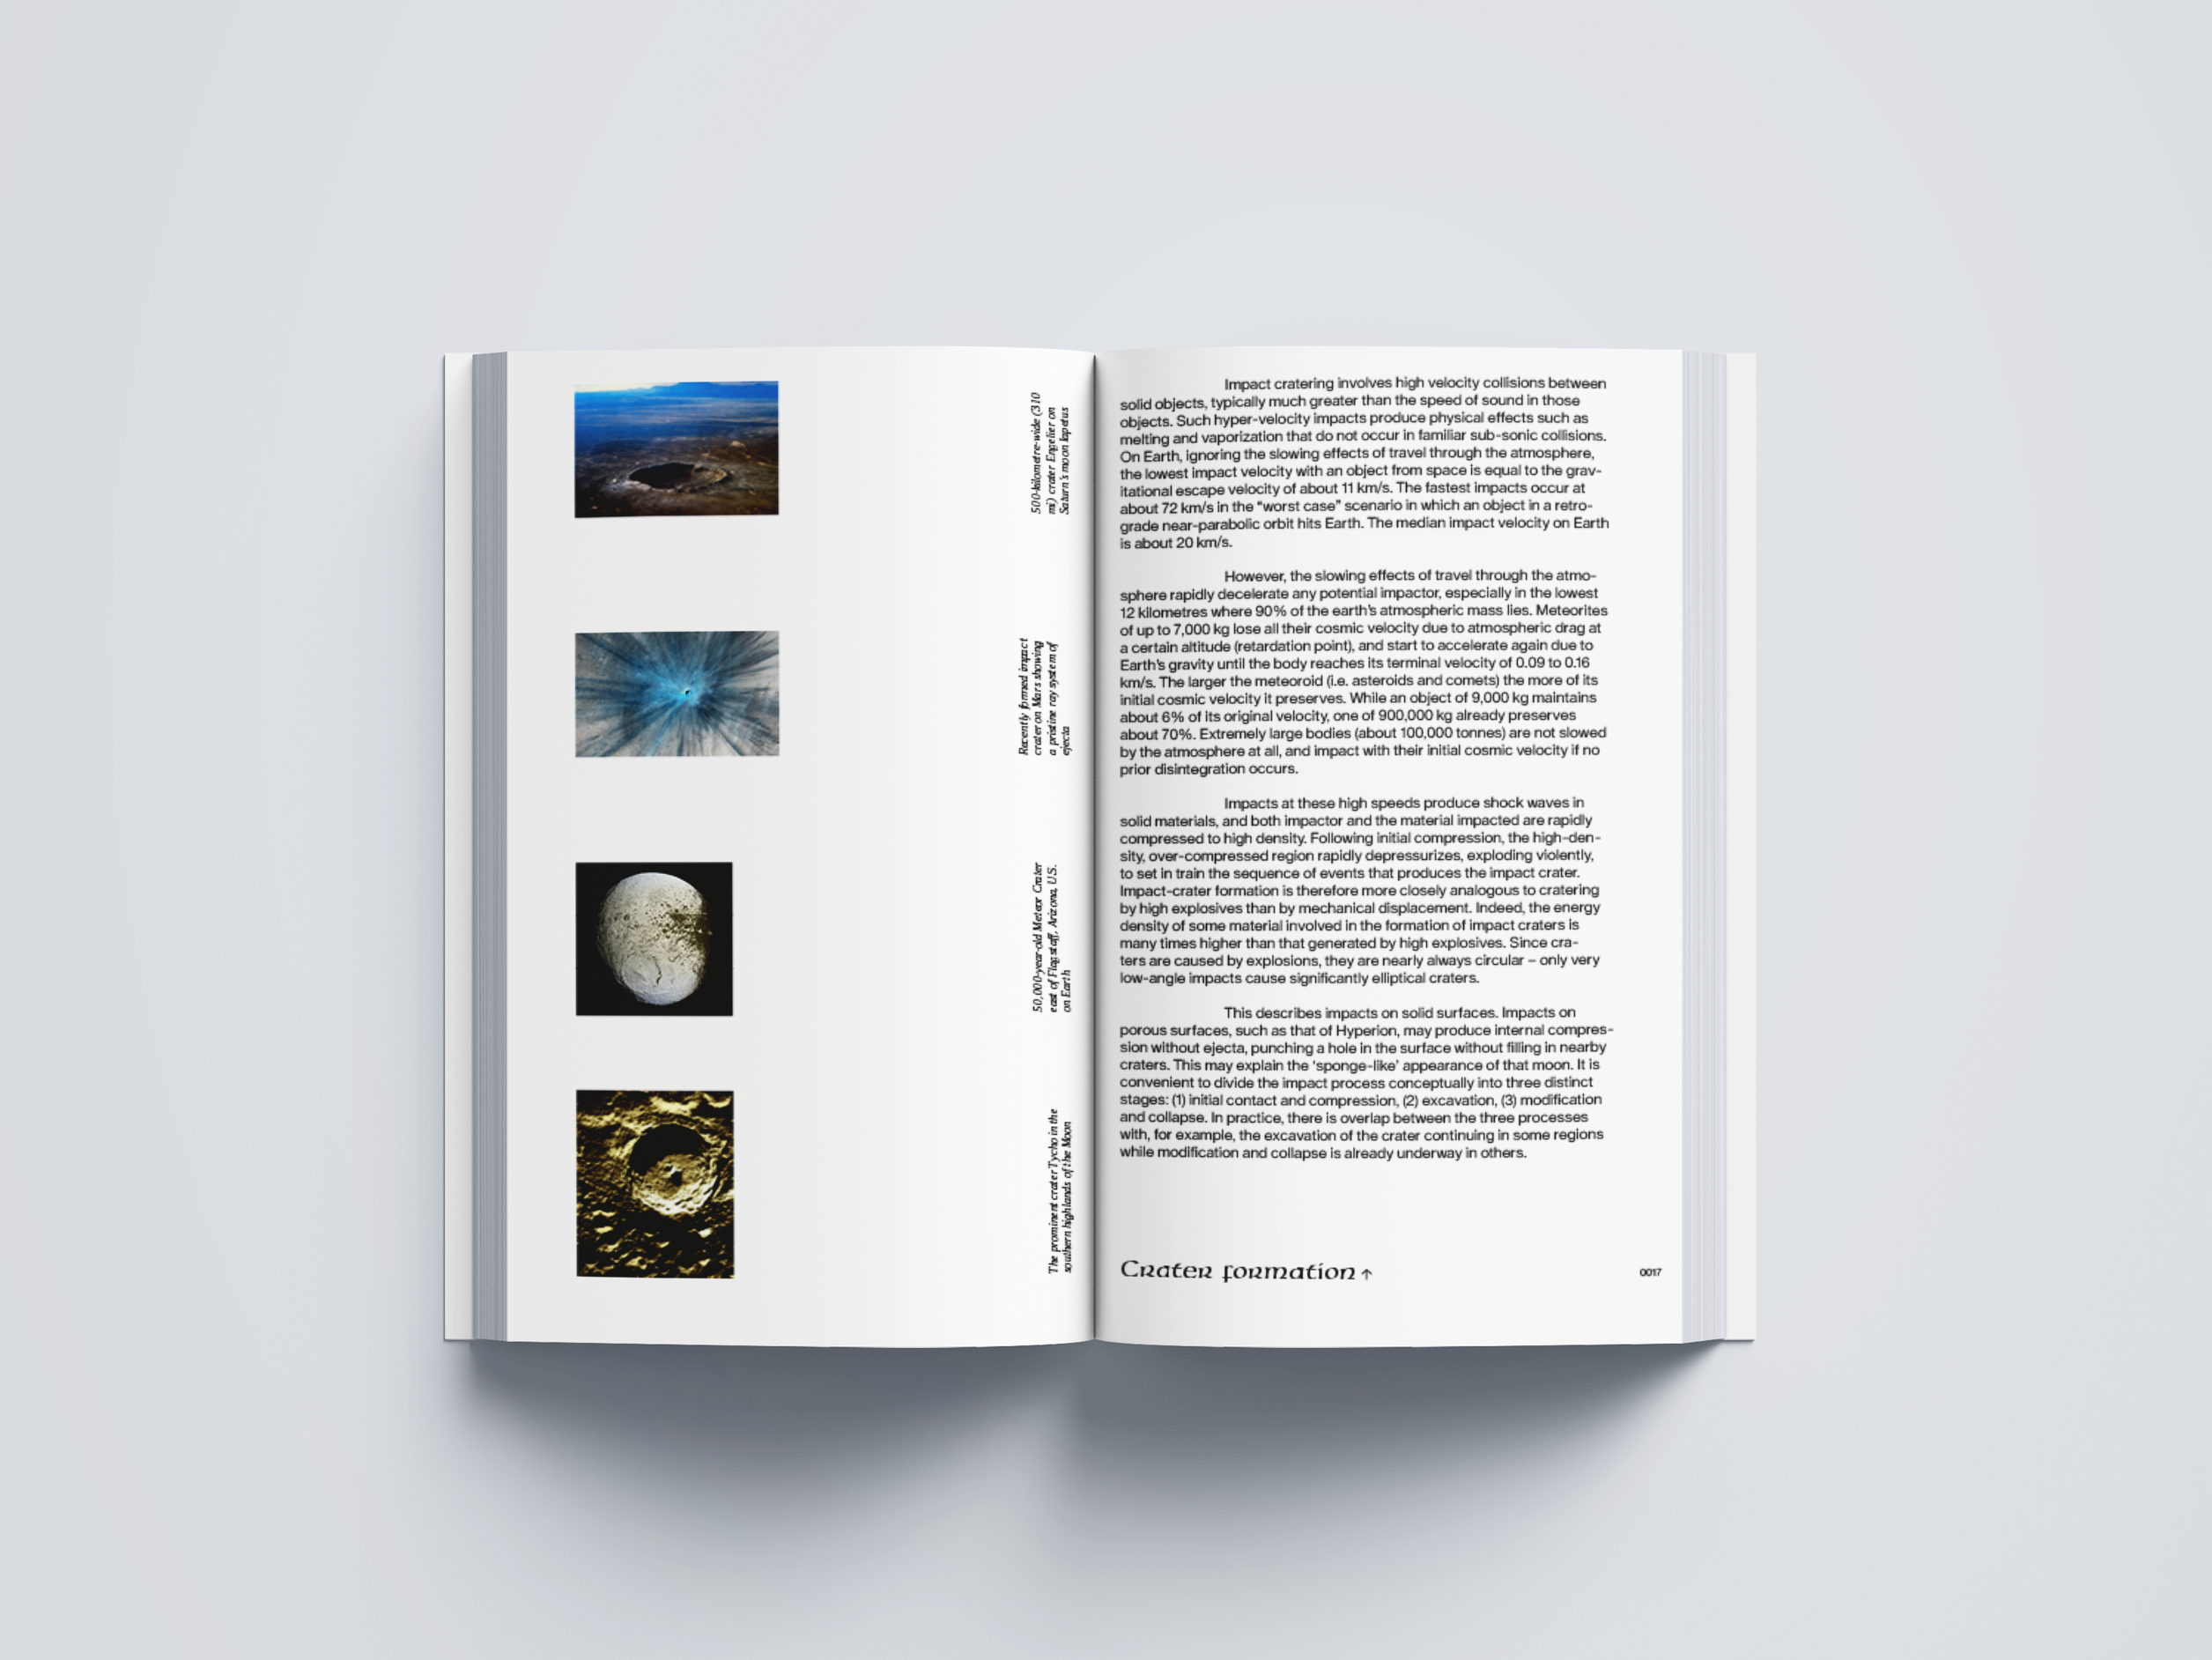 500-kilometre-wide (310
mi) crater Engelier on
Saturn's moon Iapetus
Recently formed impact
crater on Mars showing
a pristine ray system of
ejecta
50,000-year-old Meteor Crater
east of Flagstaff, Arizona, US.
on Earth
The prominent crater Tycho in the
southern highlands of the Moon
Impact cratering involves high velocity collisions between
solid objects, typically much greater than the speed of sound in those
objects. Such hyper-velocity impacts produce physical effects such as
melting and vaporization that do not occur in familiar sub-sonic collisions.
On Earth, ignoring the slowing effects of travel through the atmosphere,
the lowest impact velocity with an object from space is equal to the grav-
itational escape velocity of about 11 km/s. The fastest impacts occur at
about 72 km/s in the “worst case” scenario in which an object in a retro-
grade near-parabolic orbit hits Earth. The median impact velocity on Earth
is about 20 km/s.
However, the slowing effects of travel through the atmo-
sphere rapidly decelerate any potential impactor, especially in the lowest
12 kilometres where 90% of the earth's atmospheric mass lies. Meteorites
of up to 7,000 kg lose all their cosmic velocity due to atmospheric drag at
a certain altitude (retardation point), and start to accelerate again due to
Earth's gravity until the body reaches its terminal velocity of 0.09 to 0.16
km/s. The larger the meteoroid (i.e. asteroids and comets) the more of its
initial cosmic velocity it preserves. While an object of 9,000 kg maintains
about 6% of its original velocity, one of 900,000 kg already preserves
about 70%. Extremely large bodies (about 100,000 tonnes) are not slowed
by the atmosphere at all, and impact with their initial cosmic velocity if no
prior disintegration occurs.
Impacts at these high speeds produce shock waves in
solid materials, and both impactor and the material impacted are rapidly
compressed to high density. Following initial compression, the high-den-
sity, over-compressed region rapidly depressurizes, exploding violently,
to set in train the sequence of events that produces the impact crater.
Impact-crater formation is therefore more closely analogous to cratering
by high explosives than by mechanical displacement. Indeed, the energy
density of some material involved in the formation of impact craters is
many times higher than that generated by high explosives. Since cra-
ters are caused by explosions, they are nearly always circular – only very
low-angle impacts cause significantly elliptical craters.
This describes impacts on solid surfaces. Impacts on
porous surfaces, such as that of Hyperion, may produce internal compres-
sion without ejecta, punching a hole in the surface without filling in nearby
craters. This may explain the ‘sponge-like’ appearance of that moon. It is
convenient to divide the impact process conceptually into three distinct
stages: (1) initial contact and compression, (2) excavation, (3) modification
and collapse. In practice, there is overlap between the three processes
with, for example, the excavation of the crater continuing in some regions
while modification and collapse is already underway in others.
Crater formation ↑
0017